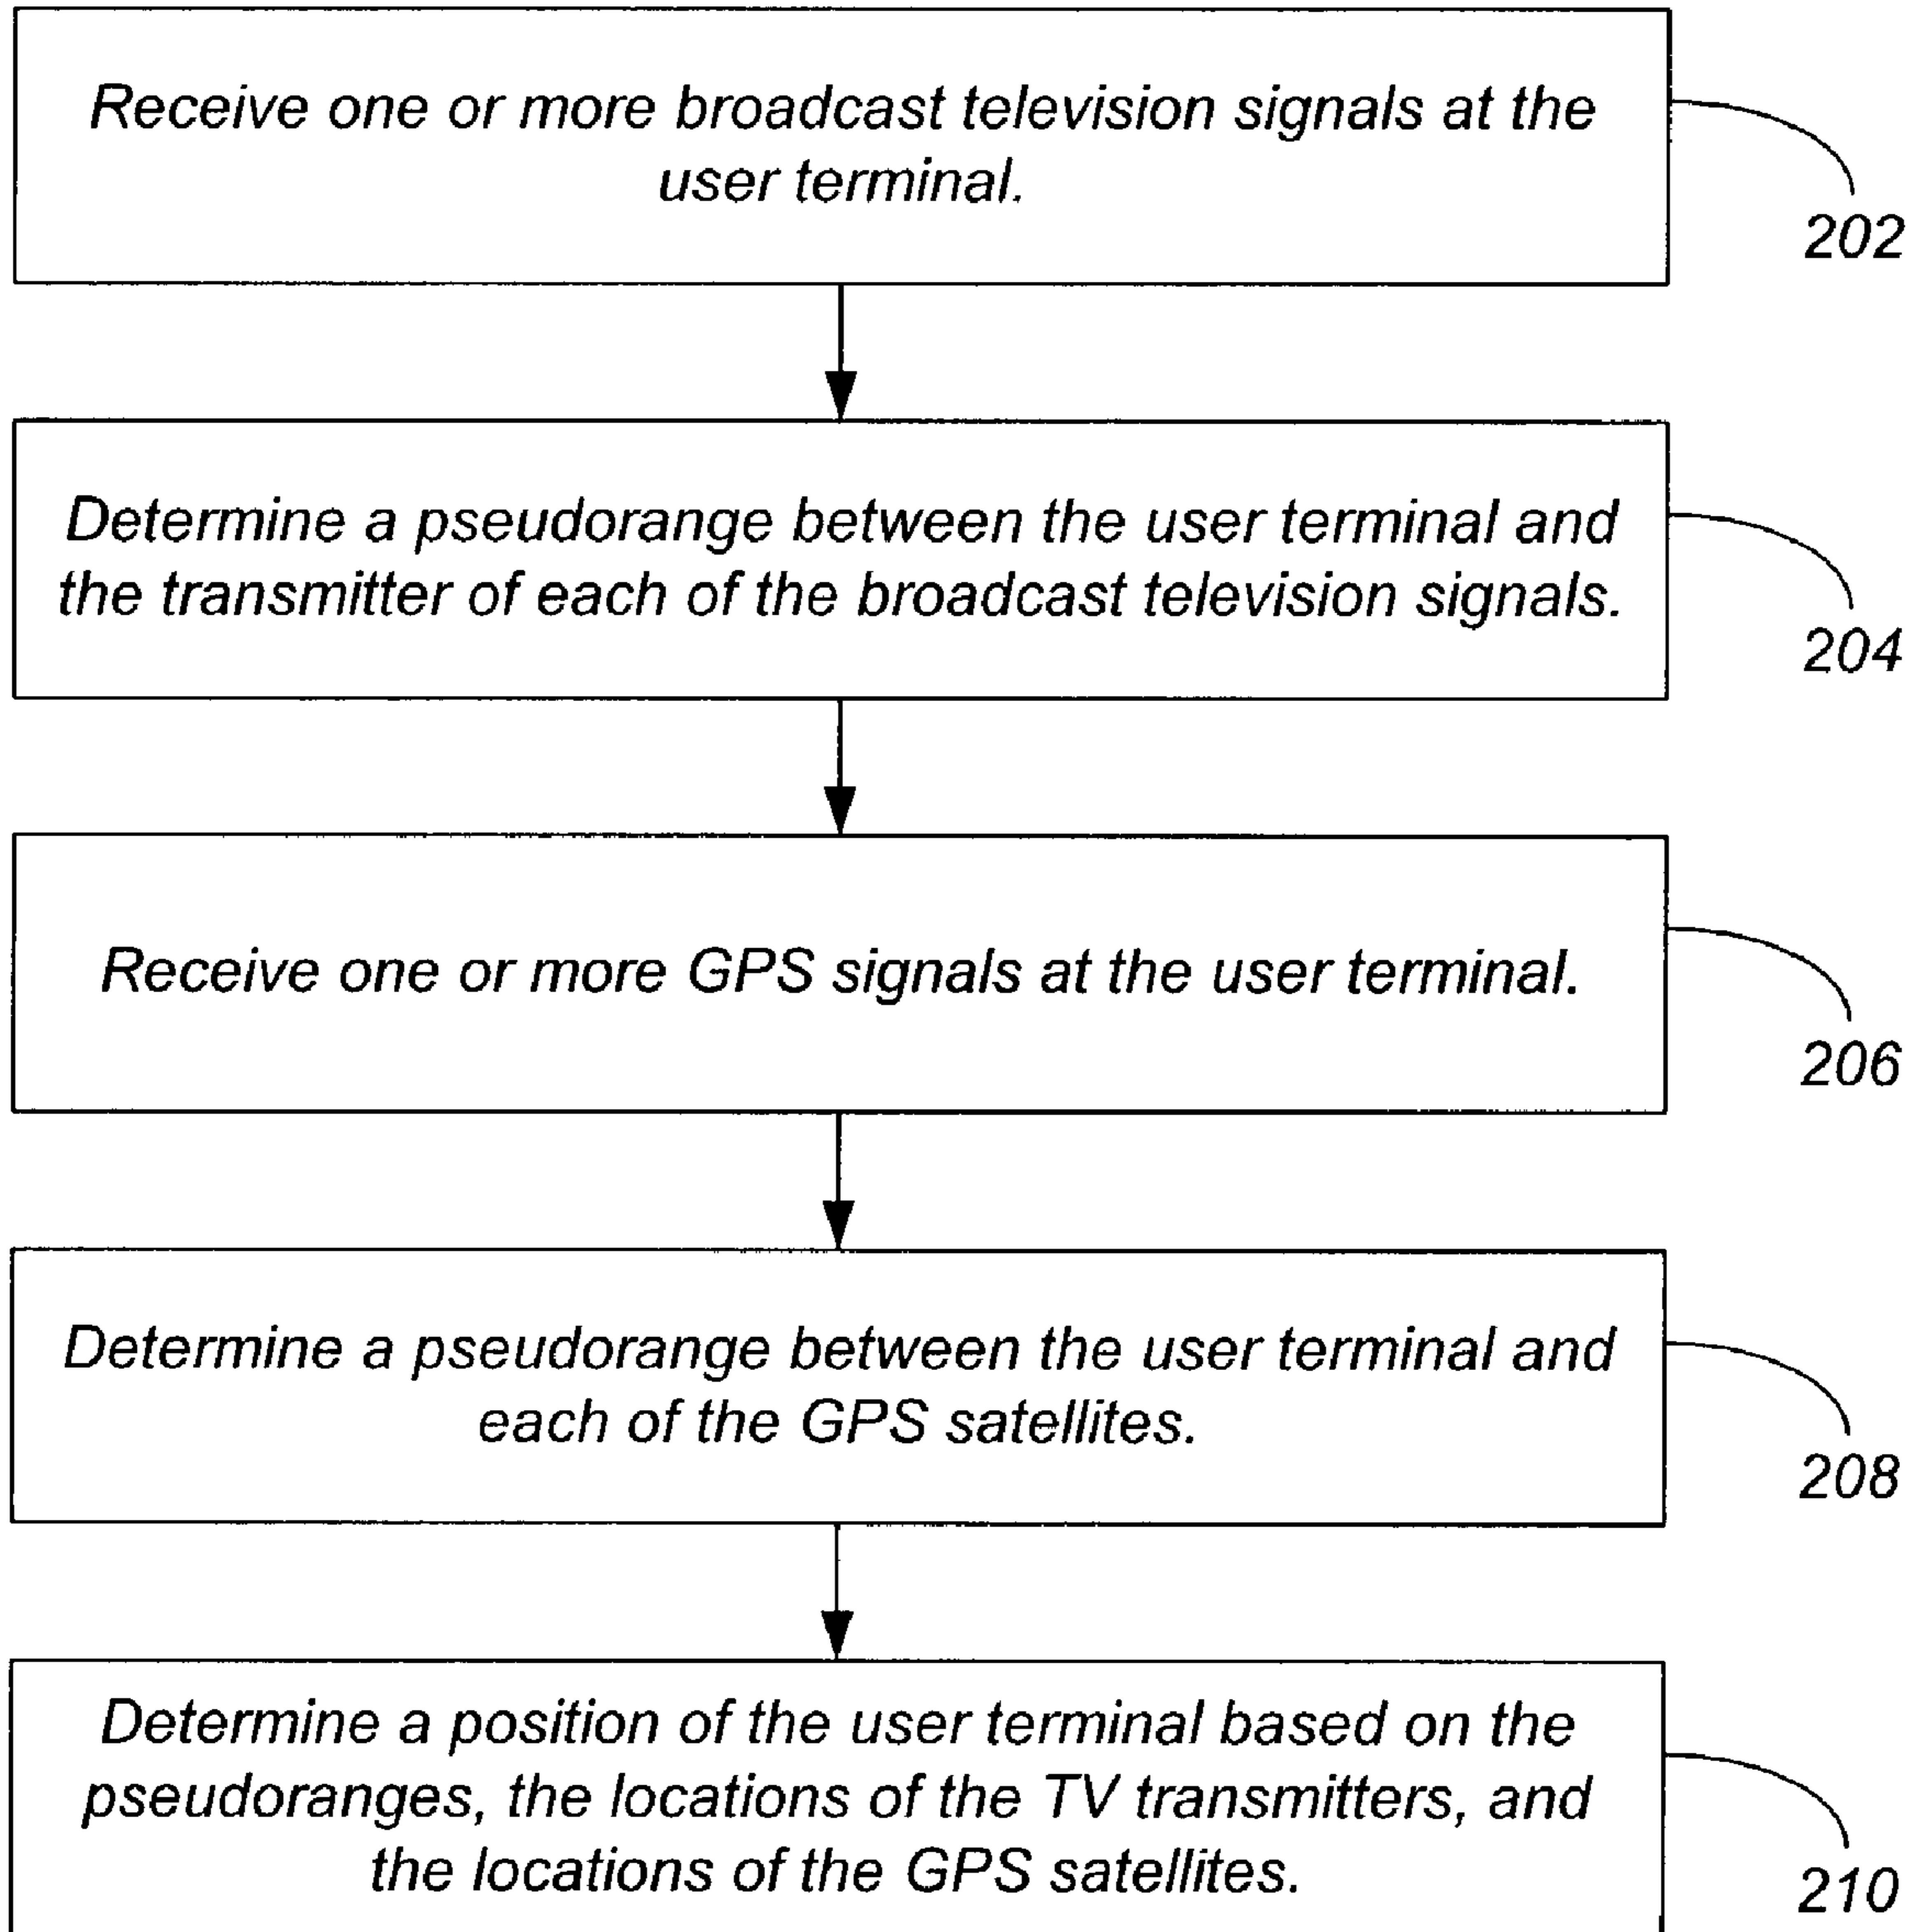 Receive one or more broadcast television signals at the
user terminal.
202
Determine a pseudorange between the user terminal and
the transmitter of each of the broadcast television signals.
204
Receive one or more GPS signals at the user terminal.
206
Determine a pseudorange between the user terminal and
each of the GPS satellites.
208
Determine a position of the user terminal based on the
pseudoranges, the locations of the TV transmitters, and
the locations of the GPS satellites.
210